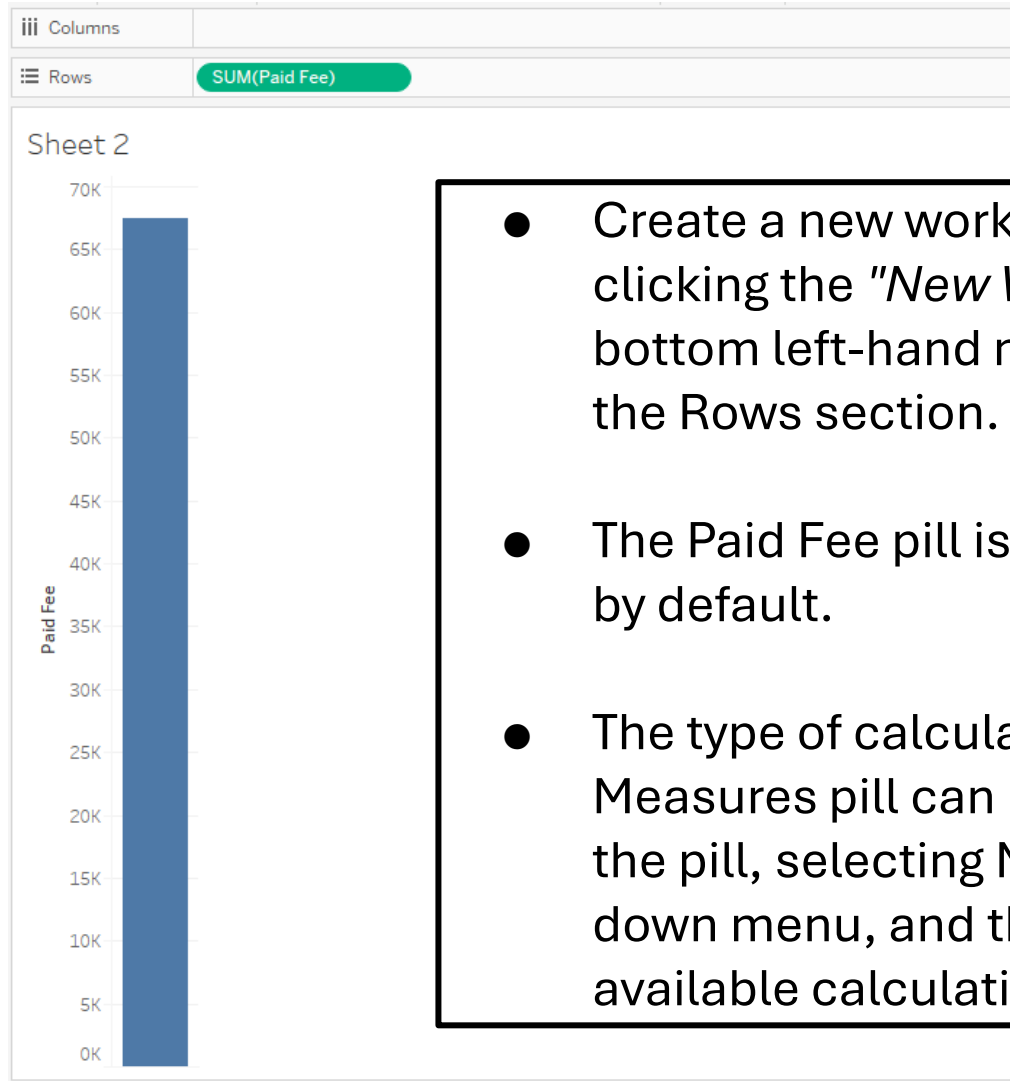 Columns
Rows
SUM(Paid Fee)
Sheet 2
70K
65K
60K
55K
50K
45K
40K
35K
30K
25K
20K
15K
10K
5K
0K
Paid Fee
● Create a new work
clicking the "New
bottom left-hand
the Rows section.
● The Paid Fee pill is
by default.
● The type of calcula
Measures pill can
the pill, selecting
down menu, and
available calculati